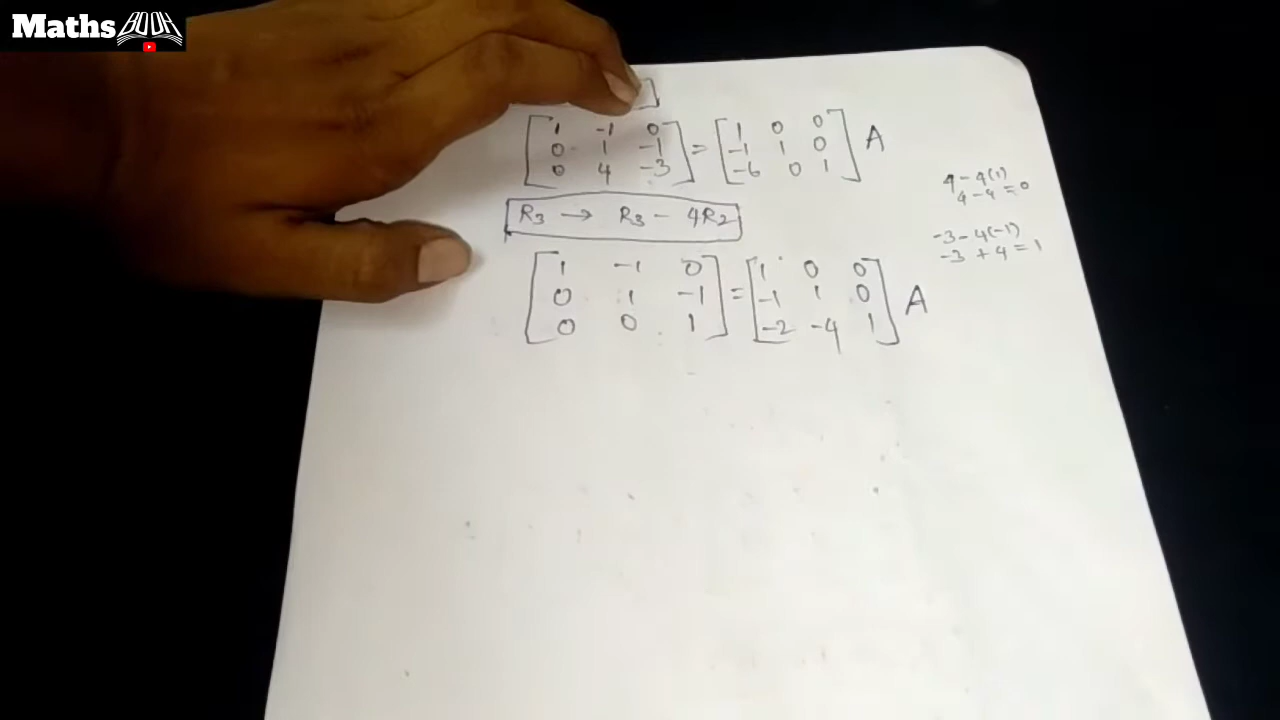 Maths BOOK
[1 -1 0] = [1 0 0] A
[0 1 -1] [-1 1 0]
[0 4 -3] [-6 0 1]
4 - 4(1)
4 - 4 = 0
R3 → R3 - 4R2
-3 - 4(-1)
-3 + 4 = 1
[1 -1 0] = [1 0 0] A
[0 1 -1] [-1 1 0]
[0 0 1] [-2 -4 1]